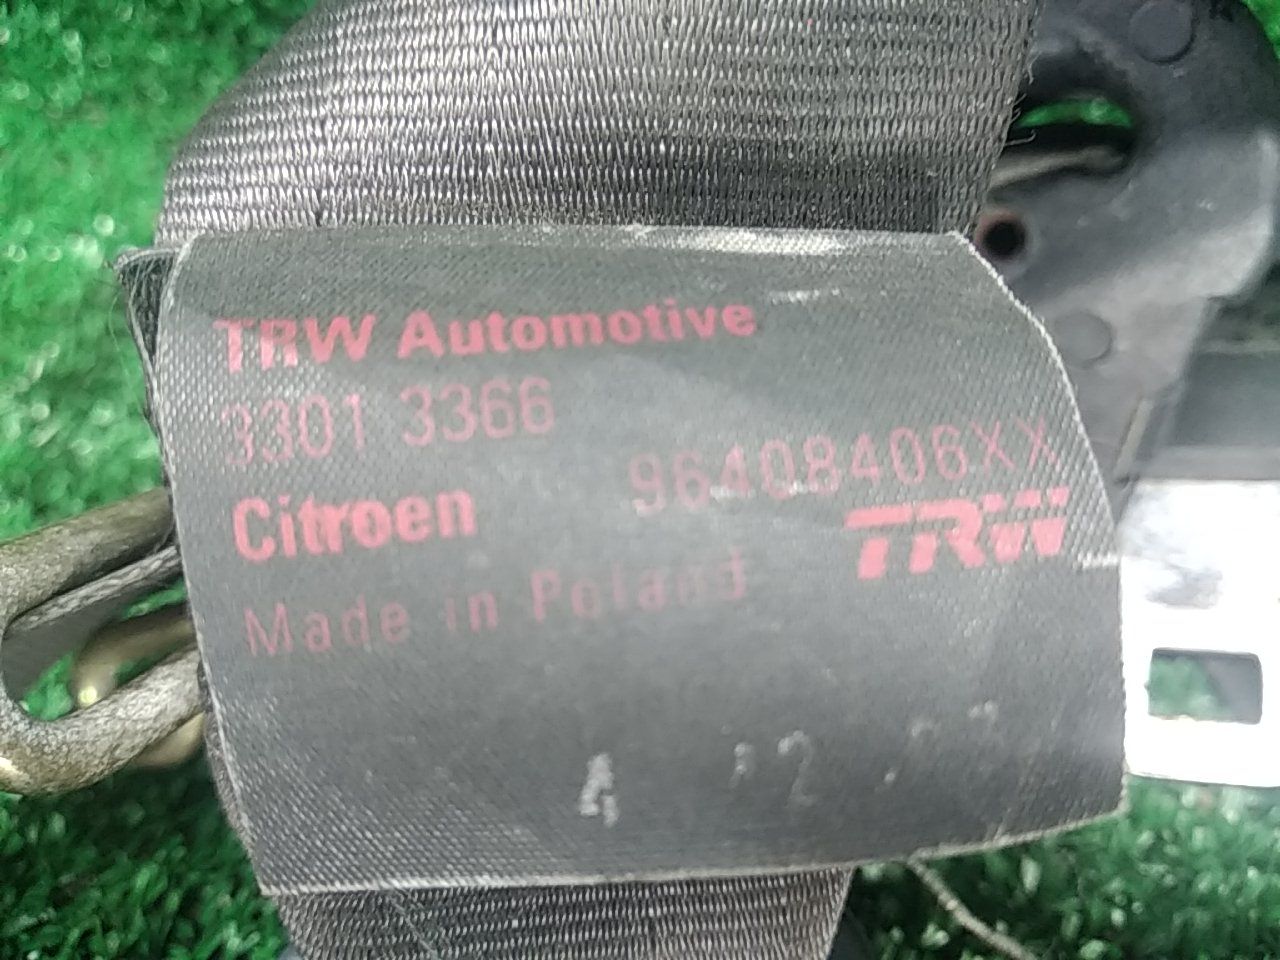 TRW Automotive
3301 3366
96408406XX
Citroen
TRW
Made in Poland